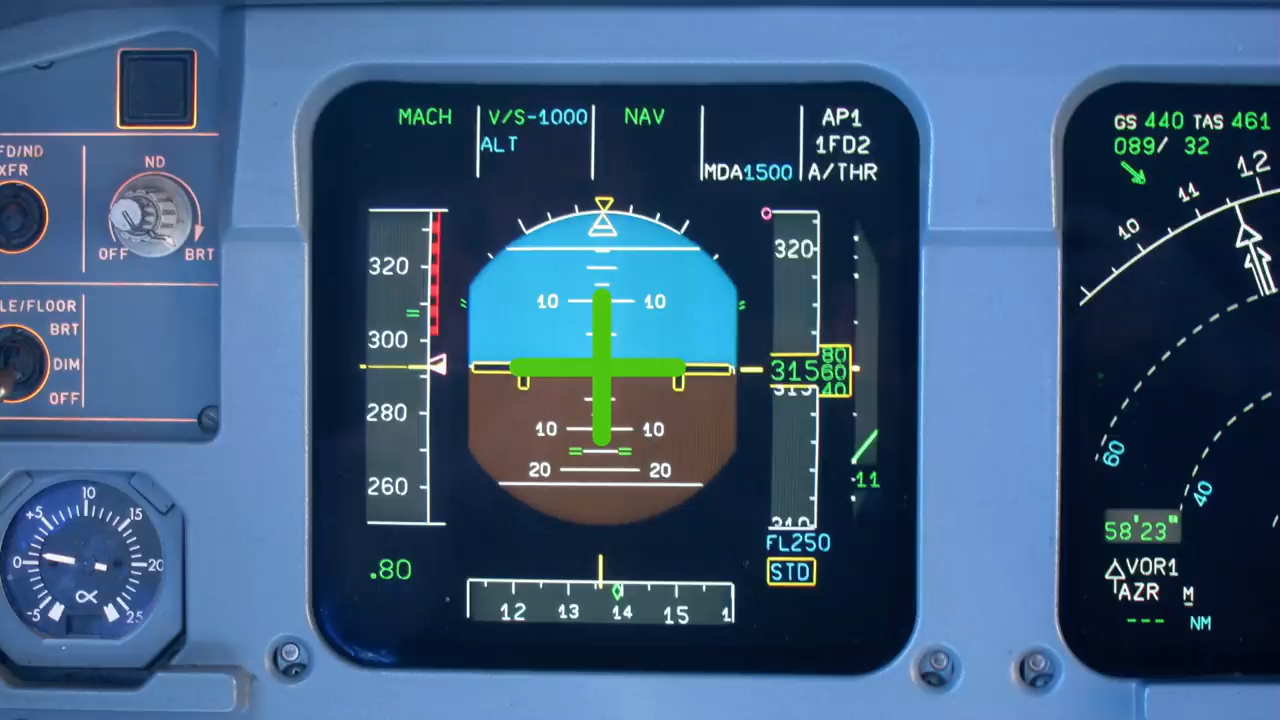 FD/ND
XFR
ND
OFF BRT
LE/FLOOR
BRT
DIM
OFF
10
+5 15
0 20
-5 25
α
MACH V/S-1000 NAV AP1
ALT 1FD2
MDA1500 A/THR
320
300
280
260
.80
10 10
10 10
20 20
320
31560
80
40
315
310
11
FL250
STD
12 13 14 15 1
GS 440 TAS 461
089/ 32
10 11 12
60
40
58'23"
VOR1
AZR M
--- NM